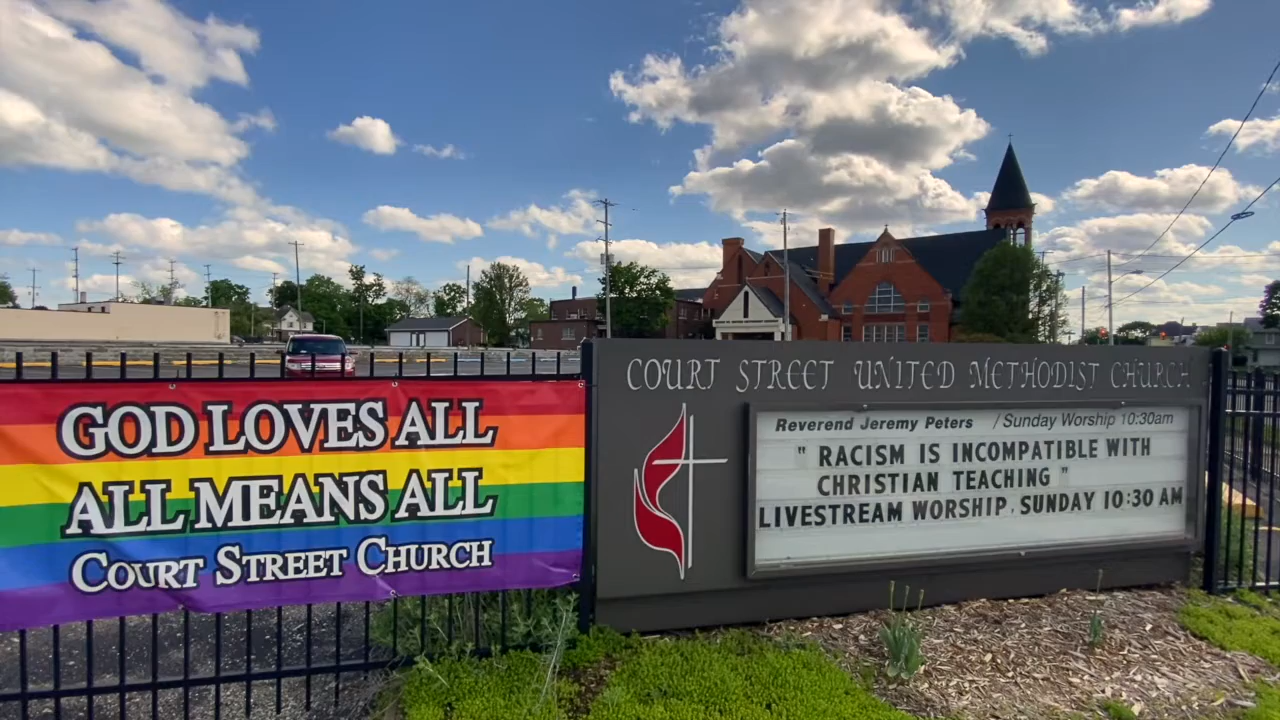 GOD LOVES ALL
ALL MEANS ALL
COURT STREET CHURCH
COURT STREET UNITED METHODIST CHURCH
Reverend Jeremy Peters / Sunday Worship 10:30am
" RACISM IS INCOMPATIBLE WITH
CHRISTIAN TEACHING "
LIVESTREAM WORSHIP. SUNDAY 10:30 AM